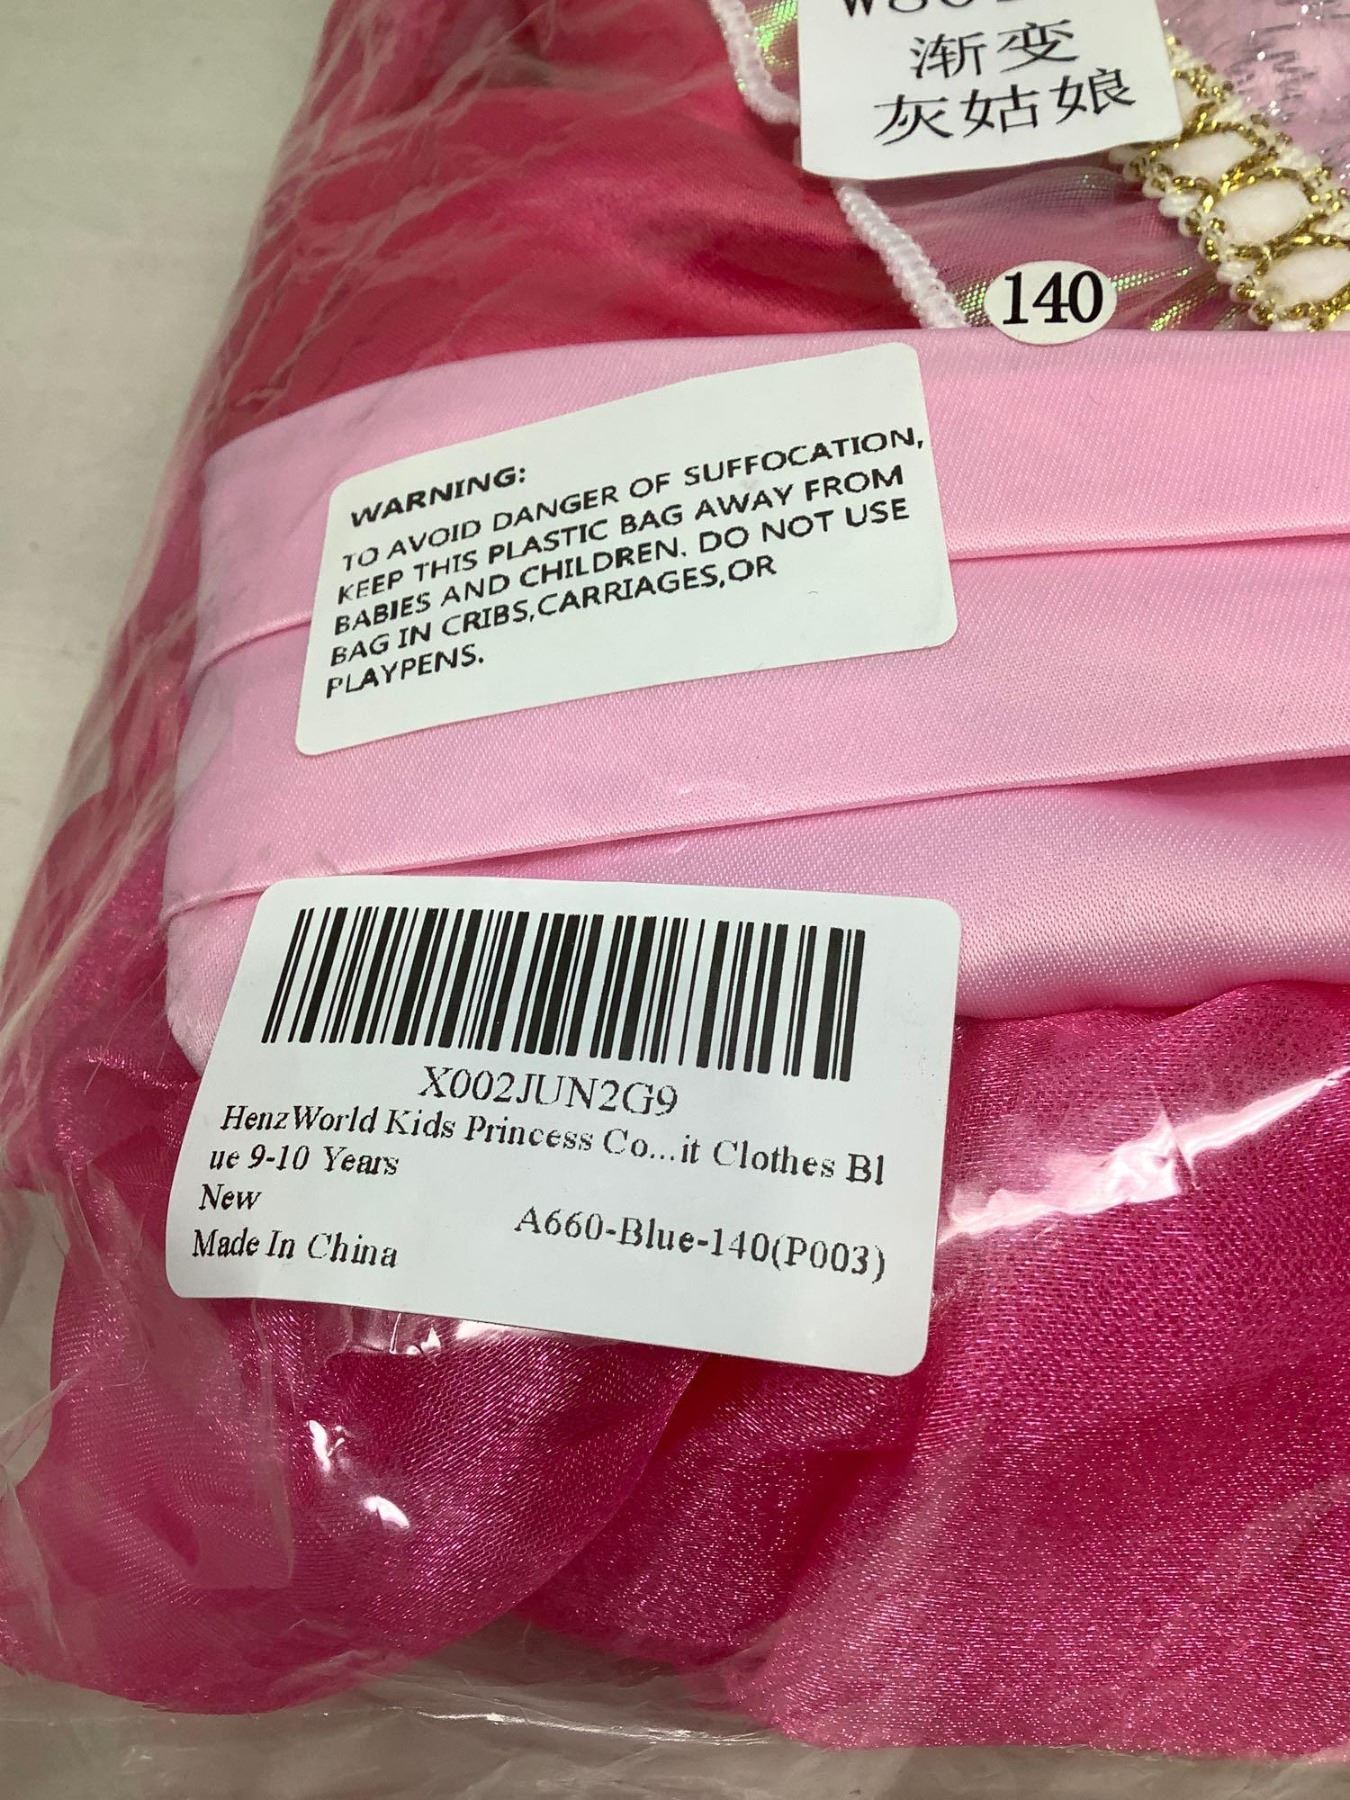 渐变
灰姑娘
140
WARNING:
TO AVOID DANGER OF SUFFOCATION,
KEEP THIS PLASTIC BAG AWAY FROM
BABIES AND CHILDREN. DO NOT USE
BAG IN CRIBS,CARRIAGES,OR
PLAYPENS.
X002JUN2G9
HenzWorld Kids Princess Co...it Clothes Bl
ue 9-10 Years
New
A660-Blue-140(P003)
Made In China